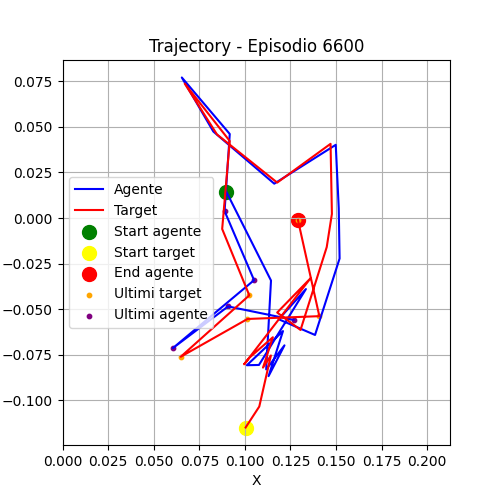 Trajectory - Episodio 6600
0.075
0.050
0.025
0.000
−0.025
−0.050
−0.075
−0.100
Agente
Target
Start agente
Start target
End agente
Ultimi target
Ultimi agente
0.000 0.025 0.050 0.075 0.100 0.125 0.150 0.175 0.200
X